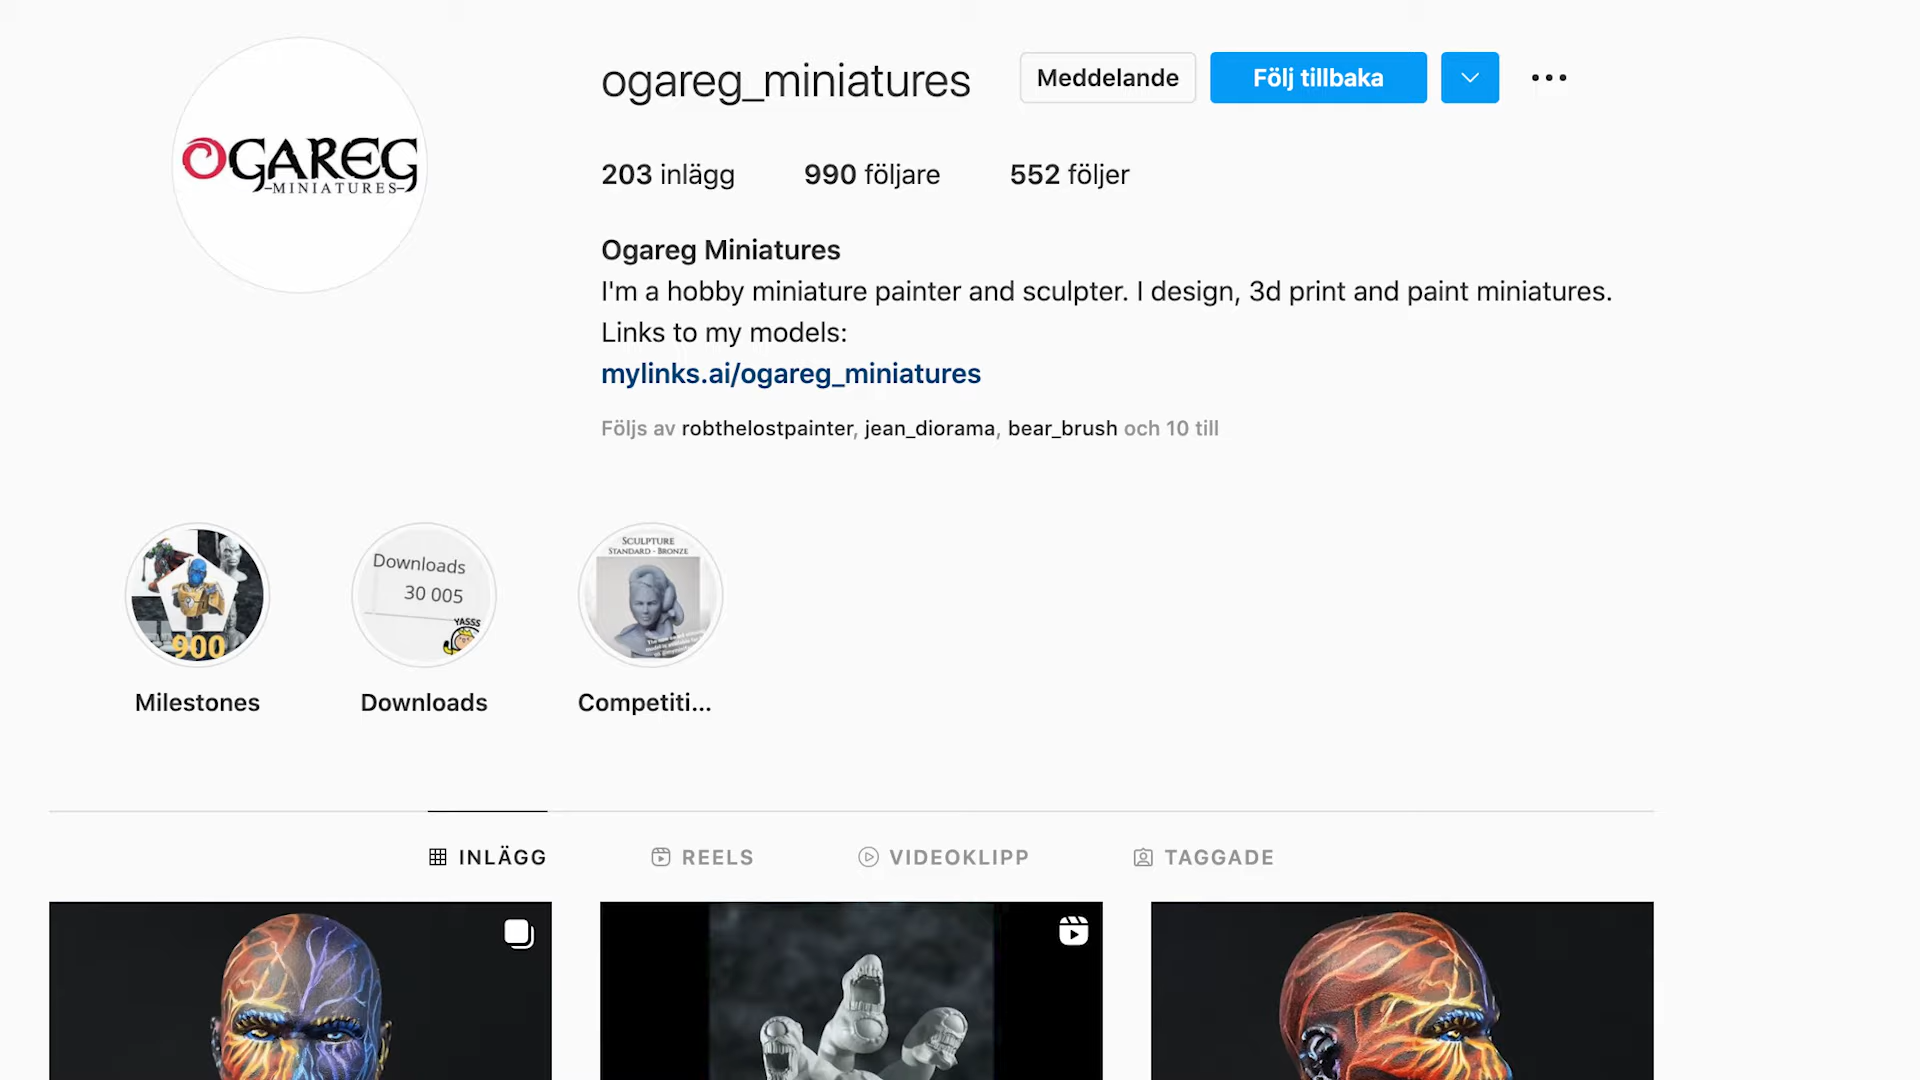 ogareg_miniatures
Meddelande
Följ tillbaka
OGAREG
-MINIATURES-
203 inlägg 990 följare 552 följer
Ogareg Miniatures
I'm a hobby miniature painter and sculpter. I design, 3d print and paint miniatures.
Links to my models:
mylinks.ai/ogareg_miniatures
Följs av robthelostpainter, jean_diorama, bear_brush och 10 till
900
Downloads
30 005
YASSS
SCULPTURE
STANDARD - BRONZE
Milestones
Downloads
Competiti...
INLÄGG
REELS
VIDEOKLIPP
TAGGADE